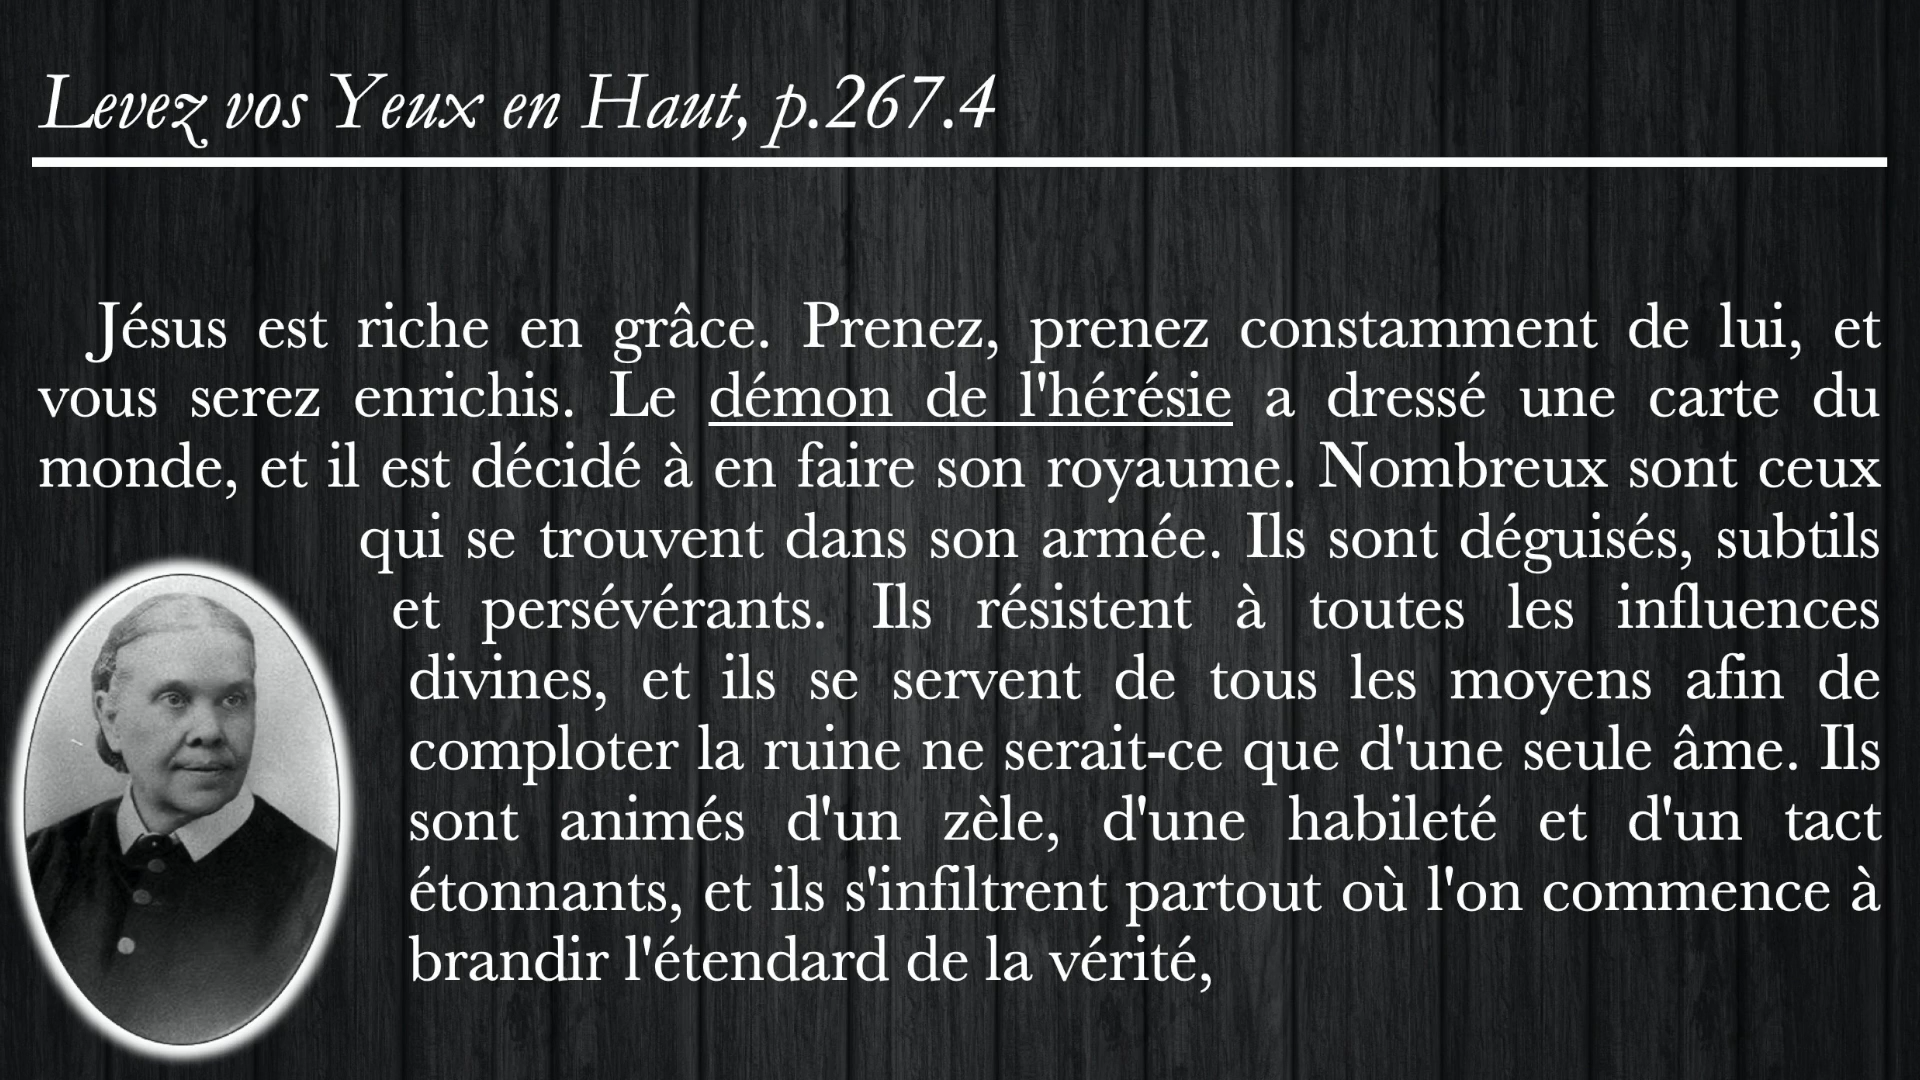 Levez vos Yeux en Haut, p.267.4
Jésus est riche en grâce. Prenez, prenez constamment de lui, et
vous serez enrichis. Le démon de l'hérésie a dressé une carte du
monde, et il est décidé à en faire son royaume. Nombreux sont ceux
qui se trouvent dans son armée. Ils sont déguisés, subtils
et persévérants. Ils résistent à toutes les influences
divines, et ils se servent de tous les moyens afin de
comploter la ruine ne serait-ce que d'une seule âme. Ils
sont animés d'un zèle, d'une habileté et d'un tact
étonnants, et ils s'infiltrent partout où l'on commence à
brandir l'étendard de la vérité,